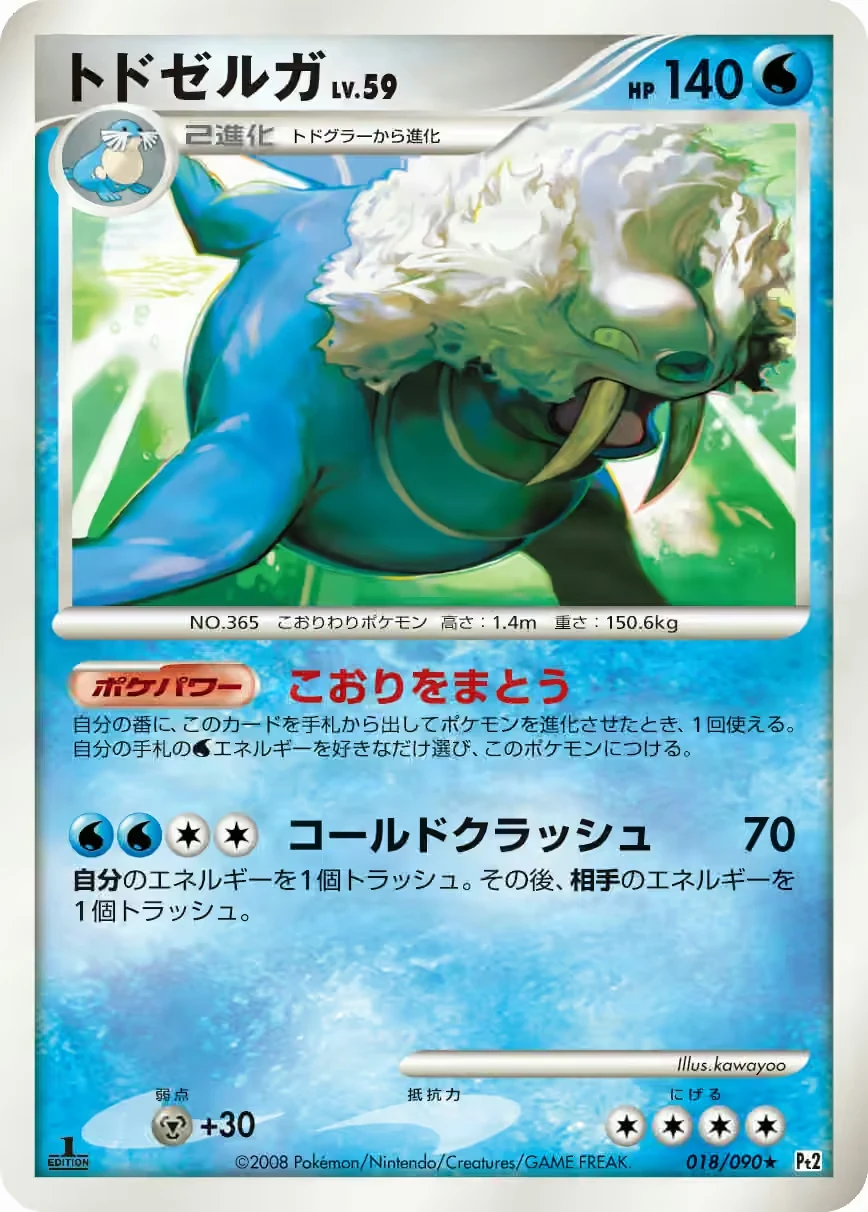 トドゼルガ LV.59 HP 140
2進化 トドグラーから進化
NO.365 こおりわりポケモン 高さ：1.4m 重さ：150.6kg
ポケパワー こおりをまとう
自分の番に、このカードを手札から出してポケモンを進化させたとき、1回使える。
自分の手札のエネルギーを好きなだけ選び、このポケモンにつける。
コールドクラッシュ 70
自分のエネルギーを1個トラッシュ。その後、相手のエネルギーを
1個トラッシュ。
Illus.kawayoo
弱点 抵抗力 にげる
+30
1 EDITION
©2008 Pokémon/Nintendo/Creatures/GAME FREAK.
018/090★ Pt2